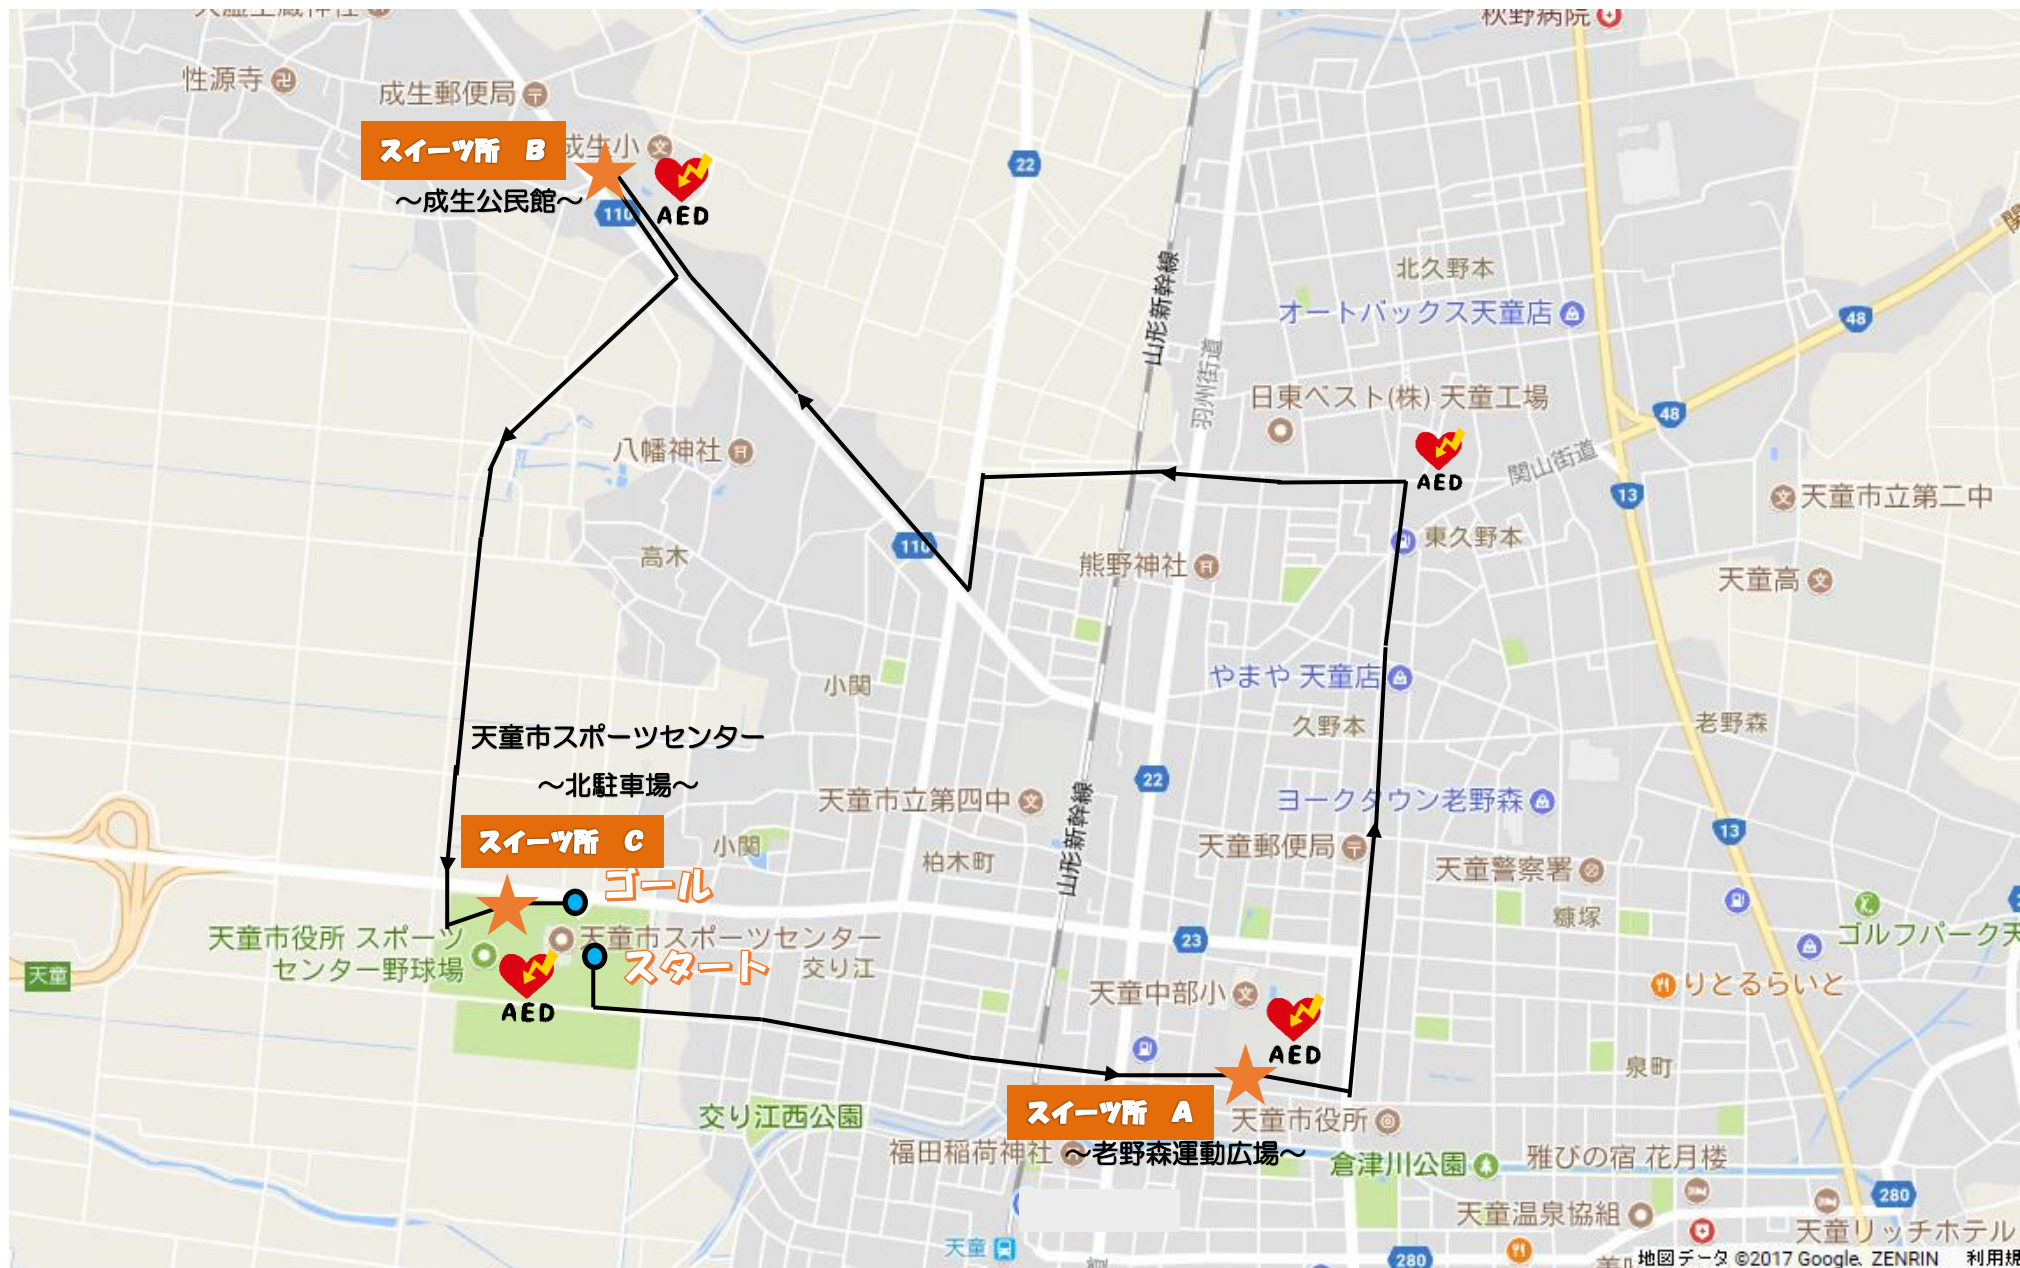 秋野病院
性源寺
成生郵便局
スイーツ所 B
成生小
～成生公民館～
110
AED
22
山形新幹線
羽州街道
北久野本
オートバックス天童店
48
日東ベスト(株) 天童工場
48
八幡神社
AED
関山街道
13
天童市立第二中
110
高木
熊野神社
東久野本
天童高
小関
やまや 天童店
久野本
老野森
天童市スポーツセンター
～北駐車場～
22
天童市立第四中
ヨークタウン老野森
山形新幹線
13
スイーツ所 C
小関
柏木町
天童郵便局
天童警察署
ゴール
糠塚
天童市役所 スポーツ
センター野球場
天童市スポーツセンター
交り江
スタート
23
ゴルフパーク天
天童
AED
天童中部小
りとるらいと
AED
泉町
スイーツ所 A
交り江西公園
天童市役所
福田稲荷神社
～老野森運動広場～
倉津川公園
雅びの宿 花月楼
280
天童温泉協組
天童リッチホテル
天童
280
地図データ ©2017 Google、ZENRIN 利用規